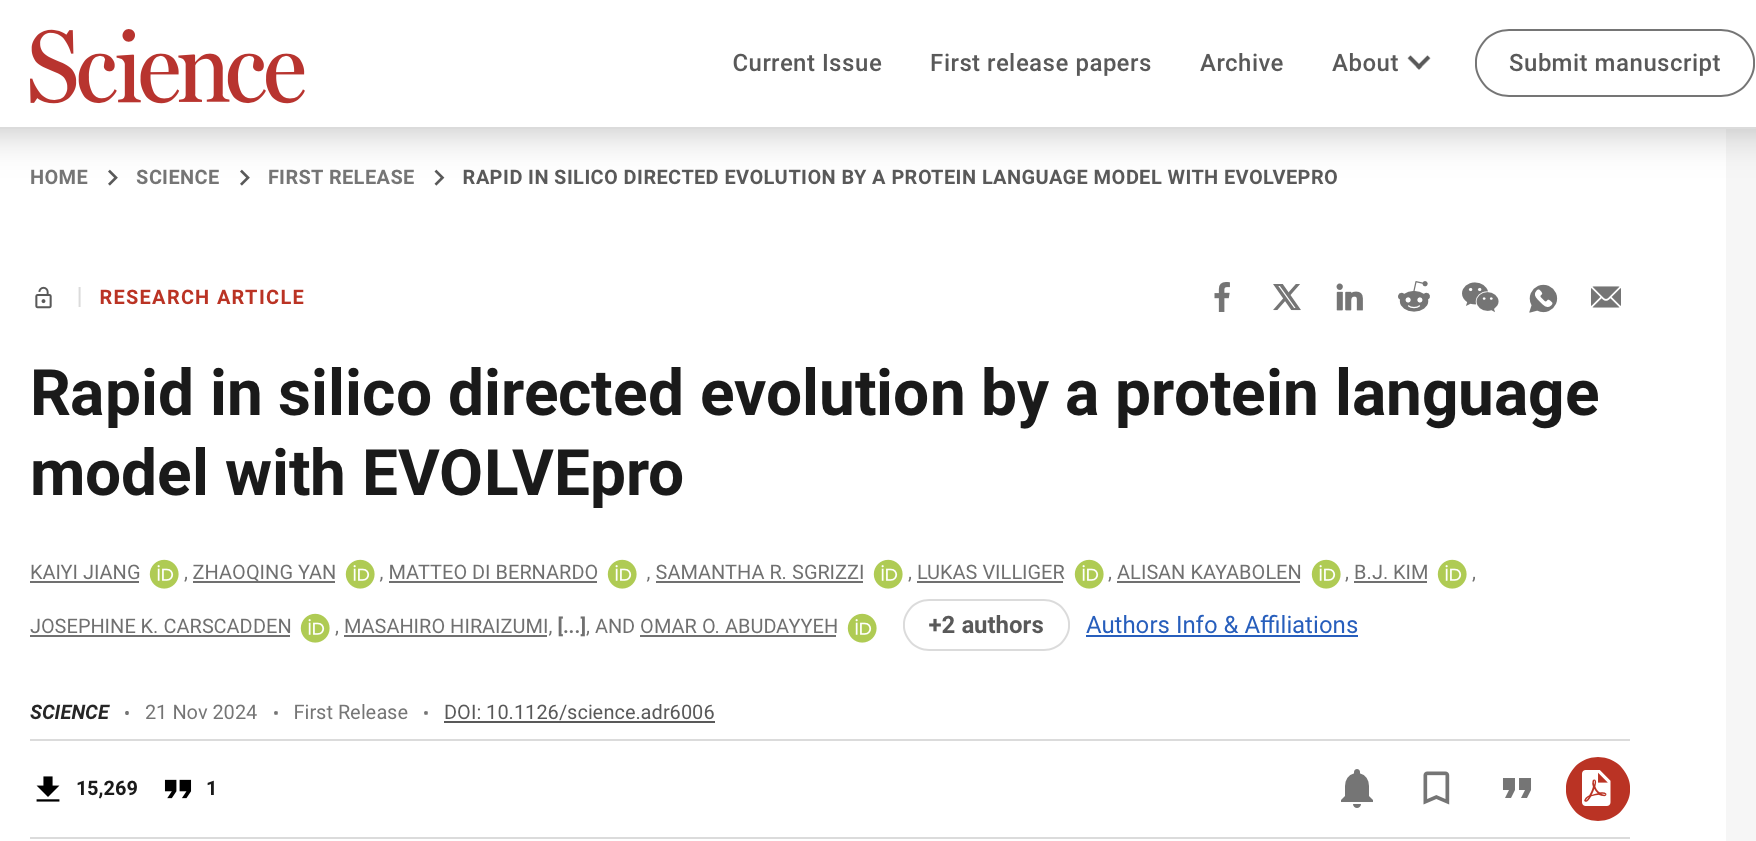 Science
Current Issue First release papers Archive About Submit manuscript
HOME SCIENCE FIRST RELEASE RAPID IN SILICO DIRECTED EVOLUTION BY A PROTEIN LANGUAGE MODEL WITH EVOLVEPRO
RESEARCH ARTICLE
Rapid in silico directed evolution by a protein language
model with EVOLVEpro
KAIYI JIANG iD , ZHAOQING YAN iD , MATTEO DI BERNARDO iD , SAMANTHA R. SGRIZZI iD , LUKAS VILLIGER iD , ALISAN KAYABOLEN iD , B.J. KIM iD ,
JOSEPHINE K. CARSCADDEN iD , MASAHIRO HIRAIZUMI, [...], AND OMAR O. ABUDAYYEH iD +2 authors Authors Info & Affiliations
SCIENCE • 21 Nov 2024 • First Release • DOI: 10.1126/science.adr6006
15,269 1